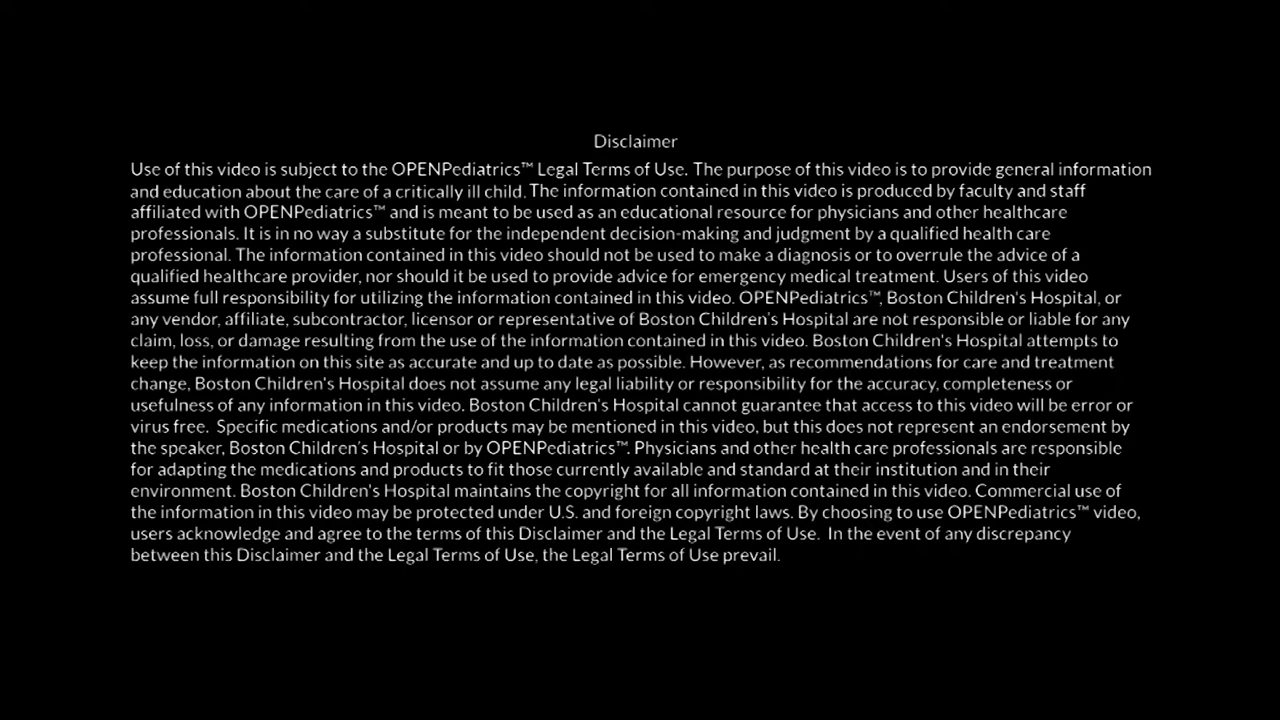 Disclaimer
Use of this video is subject to the OPENPediatrics™ Legal Terms of Use. The purpose of this video is to provide general information
and education about the care of a critically ill child. The information contained in this video is produced by faculty and staff
affiliated with OPENPediatrics™ and is meant to be used as an educational resource for physicians and other healthcare
professionals. It is in no way a substitute for the independent decision-making and judgment by a qualified health care
professional. The information contained in this video should not be used to make a diagnosis or to overrule the advice of a
qualified healthcare provider, nor should it be used to provide advice for emergency medical treatment. Users of this video
assume full responsibility for utilizing the information contained in this video. OPENPediatrics™, Boston Children's Hospital, or
any vendor, affiliate, subcontractor, licensor or representative of Boston Children's Hospital are not responsible or liable for any
claim, loss, or damage resulting from the use of the information contained in this video. Boston Children's Hospital attempts to
keep the information on this site as accurate and up to date as possible. However, as recommendations for care and treatment
change, Boston Children's Hospital does not assume any legal liability or responsibility for the accuracy, completeness or
usefulness of any information in this video. Boston Children's Hospital cannot guarantee that access to this video will be error or
virus free.  Specific medications and/or products may be mentioned in this video, but this does not represent an endorsement by
the speaker, Boston Children's Hospital or by OPENPediatrics™. Physicians and other health care professionals are responsible
for adapting the medications and products to fit those currently available and standard at their institution and in their
environment. Boston Children's Hospital maintains the copyright for all information contained in this video. Commercial use of
the information in this video may be protected under U.S. and foreign copyright laws. By choosing to use OPENPediatrics™ video,
users acknowledge and agree to the terms of this Disclaimer and the Legal Terms of Use.  In the event of any discrepancy
between this Disclaimer and the Legal Terms of Use, the Legal Terms of Use prevail.